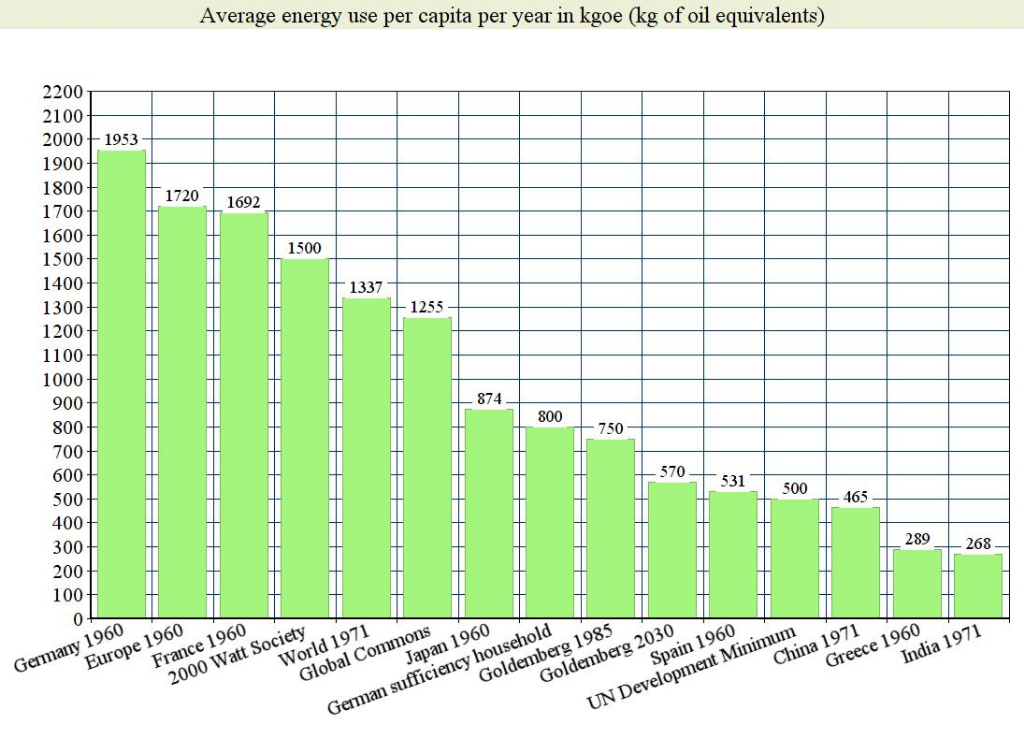 Average energy use per capita per year in kgoe (kg of oil equivalents)
2200
2100
2000
1900
1800
1700
1600
1500
1400
1300
1200
1100
1000
900
800
700
600
500
400
300
200
100
0
1953
1720
1692
1500
1337
1255
874
800
750
570
531
500
465
289
268
Germany 1960
Europe 1960
France 1960
2000 Watt Society
World 1971
Global Commons
Japan 1960
German sufficiency household
Goldemberg 1985
Goldemberg 2030
Spain 1960
UN Development Minimum
China 1971
Greece 1960
India 1971